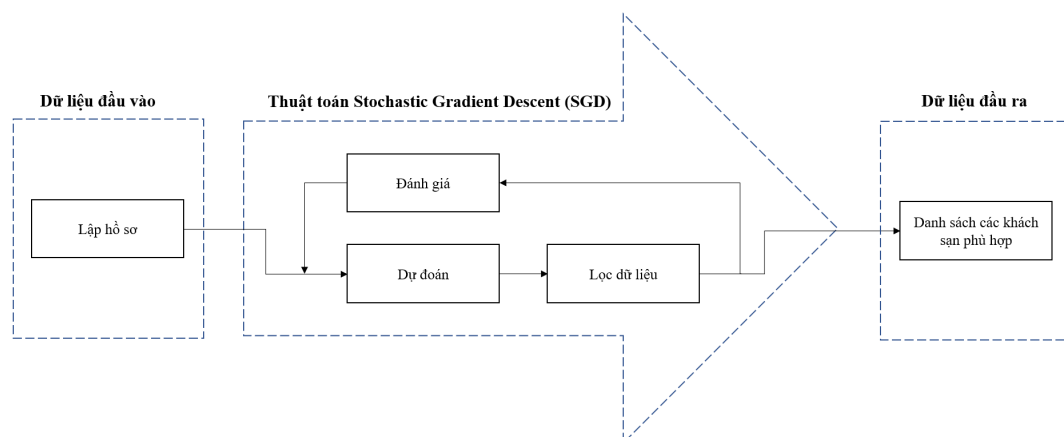 Dữ liệu đầu vào
Thuật toán Stochastic Gradient Descent (SGD)
Dữ liệu đầu ra
Đánh giá
Lập hồ sơ
Danh sách các khách
sạn phù hợp
Dự đoán
Lọc dữ liệu